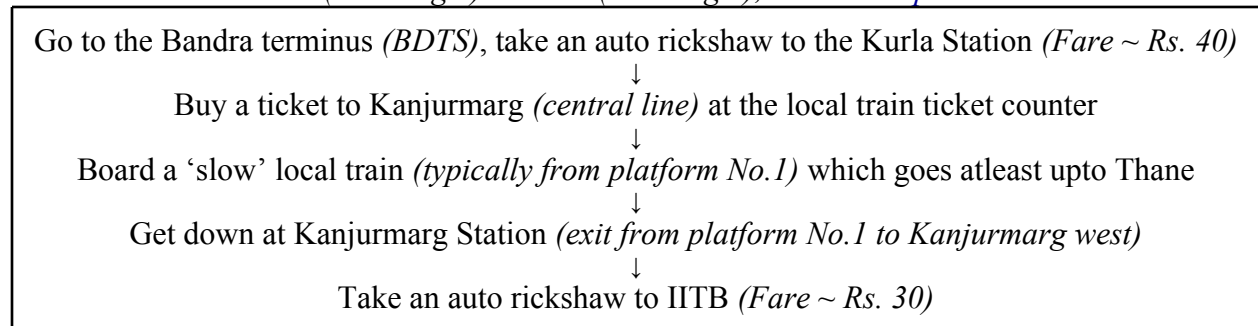 Go to the Bandra terminus (BDTS), take an auto rickshaw to the Kurla Station (Fare ~ Rs. 40)
↓
Buy a ticket to Kanjurmarg (central line) at the local train ticket counter
↓
Board a ‘slow’ local train (typically from platform No.1) which goes atleast upto Thane
↓
Get down at Kanjurmarg Station (exit from platform No.1 to Kanjurmarg west)
↓
Take an auto rickshaw to IITB (Fare ~ Rs. 30)